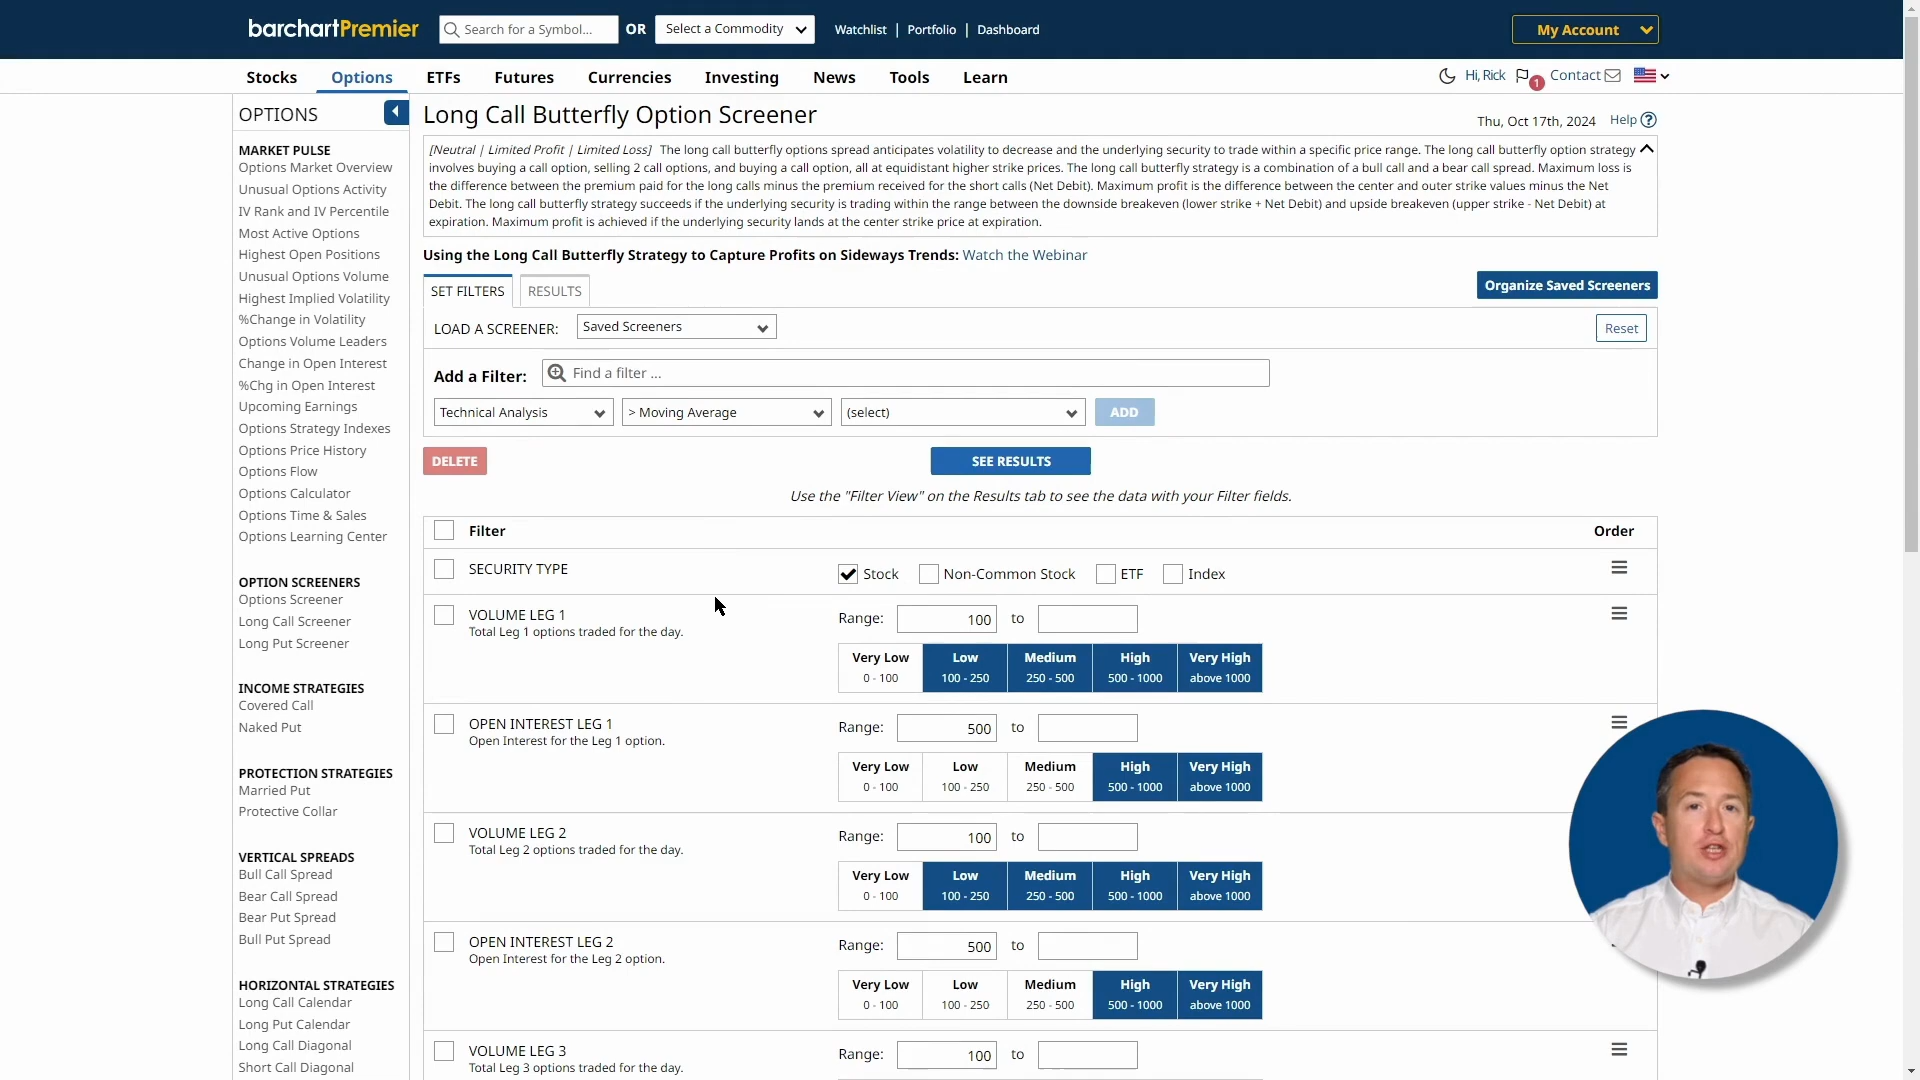 barchartPremier
Search for a Symbol...
OR
Select a Commodity
Watchlist | Portfolio | Dashboard
My Account
Stocks
Options
ETFs
Futures
Currencies
Investing
News
Tools
Learn
Hi, Rick
1
Contact
OPTIONS
MARKET PULSE
Options Market Overview
Unusual Options Activity
IV Rank and IV Percentile
Most Active Options
Highest Open Positions
Unusual Options Volume
Highest Implied Volatility
%Change in Volatility
Options Volume Leaders
Change in Open Interest
%Chg in Open Interest
Upcoming Earnings
Options Strategy Indexes
Options Price History
Options Flow
Options Calculator
Options Time & Sales
Options Learning Center
OPTION SCREENERS
Options Screener
Long Call Screener
Long Put Screener
INCOME STRATEGIES
Covered Call
Naked Put
PROTECTION STRATEGIES
Married Put
Protective Collar
VERTICAL SPREADS
Bull Call Spread
Bear Call Spread
Bear Put Spread
Bull Put Spread
HORIZONTAL STRATEGIES
Long Call Calendar
Long Put Calendar
Long Call Diagonal
Short Call Diagonal
Long Call Butterfly Option Screener
Thu, Oct 17th, 2024
Help ?
[Neutral | Limited Profit | Limited Loss] The long call butterfly options spread anticipates volatility to decrease and the underlying security to trade within a specific price range. The long call butterfly option strategy
involves buying a call option, selling 2 call options, and buying a call option, all at equidistant higher strike prices. The long call butterfly strategy is a combination of a bull call and a bear call spread. Maximum loss is
the difference between the premium paid for the long calls minus the premium received for the short calls (Net Debit). Maximum profit is the difference between the center and outer strike values minus the Net
Debit. The long call butterfly strategy succeeds if the underlying security is trading within the range between the downside breakeven (lower strike + Net Debit) and upside breakeven (upper strike - Net Debit) at
expiration. Maximum profit is achieved if the underlying security lands at the center strike price at expiration.
Using the Long Call Butterfly Strategy to Capture Profits on Sideways Trends: Watch the Webinar
SET FILTERS
RESULTS
Organize Saved Screeners
LOAD A SCREENER:
Saved Screeners
Reset
Add a Filter:
Find a filter ...
Technical Analysis
> Moving Average
(select)
ADD
DELETE
SEE RESULTS
Use the "Filter View" on the Results tab to see the data with your Filter fields.
Filter
Order
SECURITY TYPE
Stock
Non-Common Stock
ETF
Index
VOLUME LEG 1
Total Leg 1 options traded for the day.
Range: 100 to
Very Low Low Medium High Very High
0 - 100 100 - 250 250 - 500 500 - 1000 above 1000
OPEN INTEREST LEG 1
Open Interest for the Leg 1 option.
Range: 500 to
Very Low Low Medium High Very High
0 - 100 100 - 250 250 - 500 500 - 1000 above 1000
VOLUME LEG 2
Total Leg 2 options traded for the day.
Range: 100 to
Very Low Low Medium High Very High
0 - 100 100 - 250 250 - 500 500 - 1000 above 1000
OPEN INTEREST LEG 2
Open Interest for the Leg 2 option.
Range: 500 to
Very Low Low Medium High Very High
0 - 100 100 - 250 250 - 500 500 - 1000 above 1000
VOLUME LEG 3
Total Leg 3 options traded for the day.
Range: 100 to